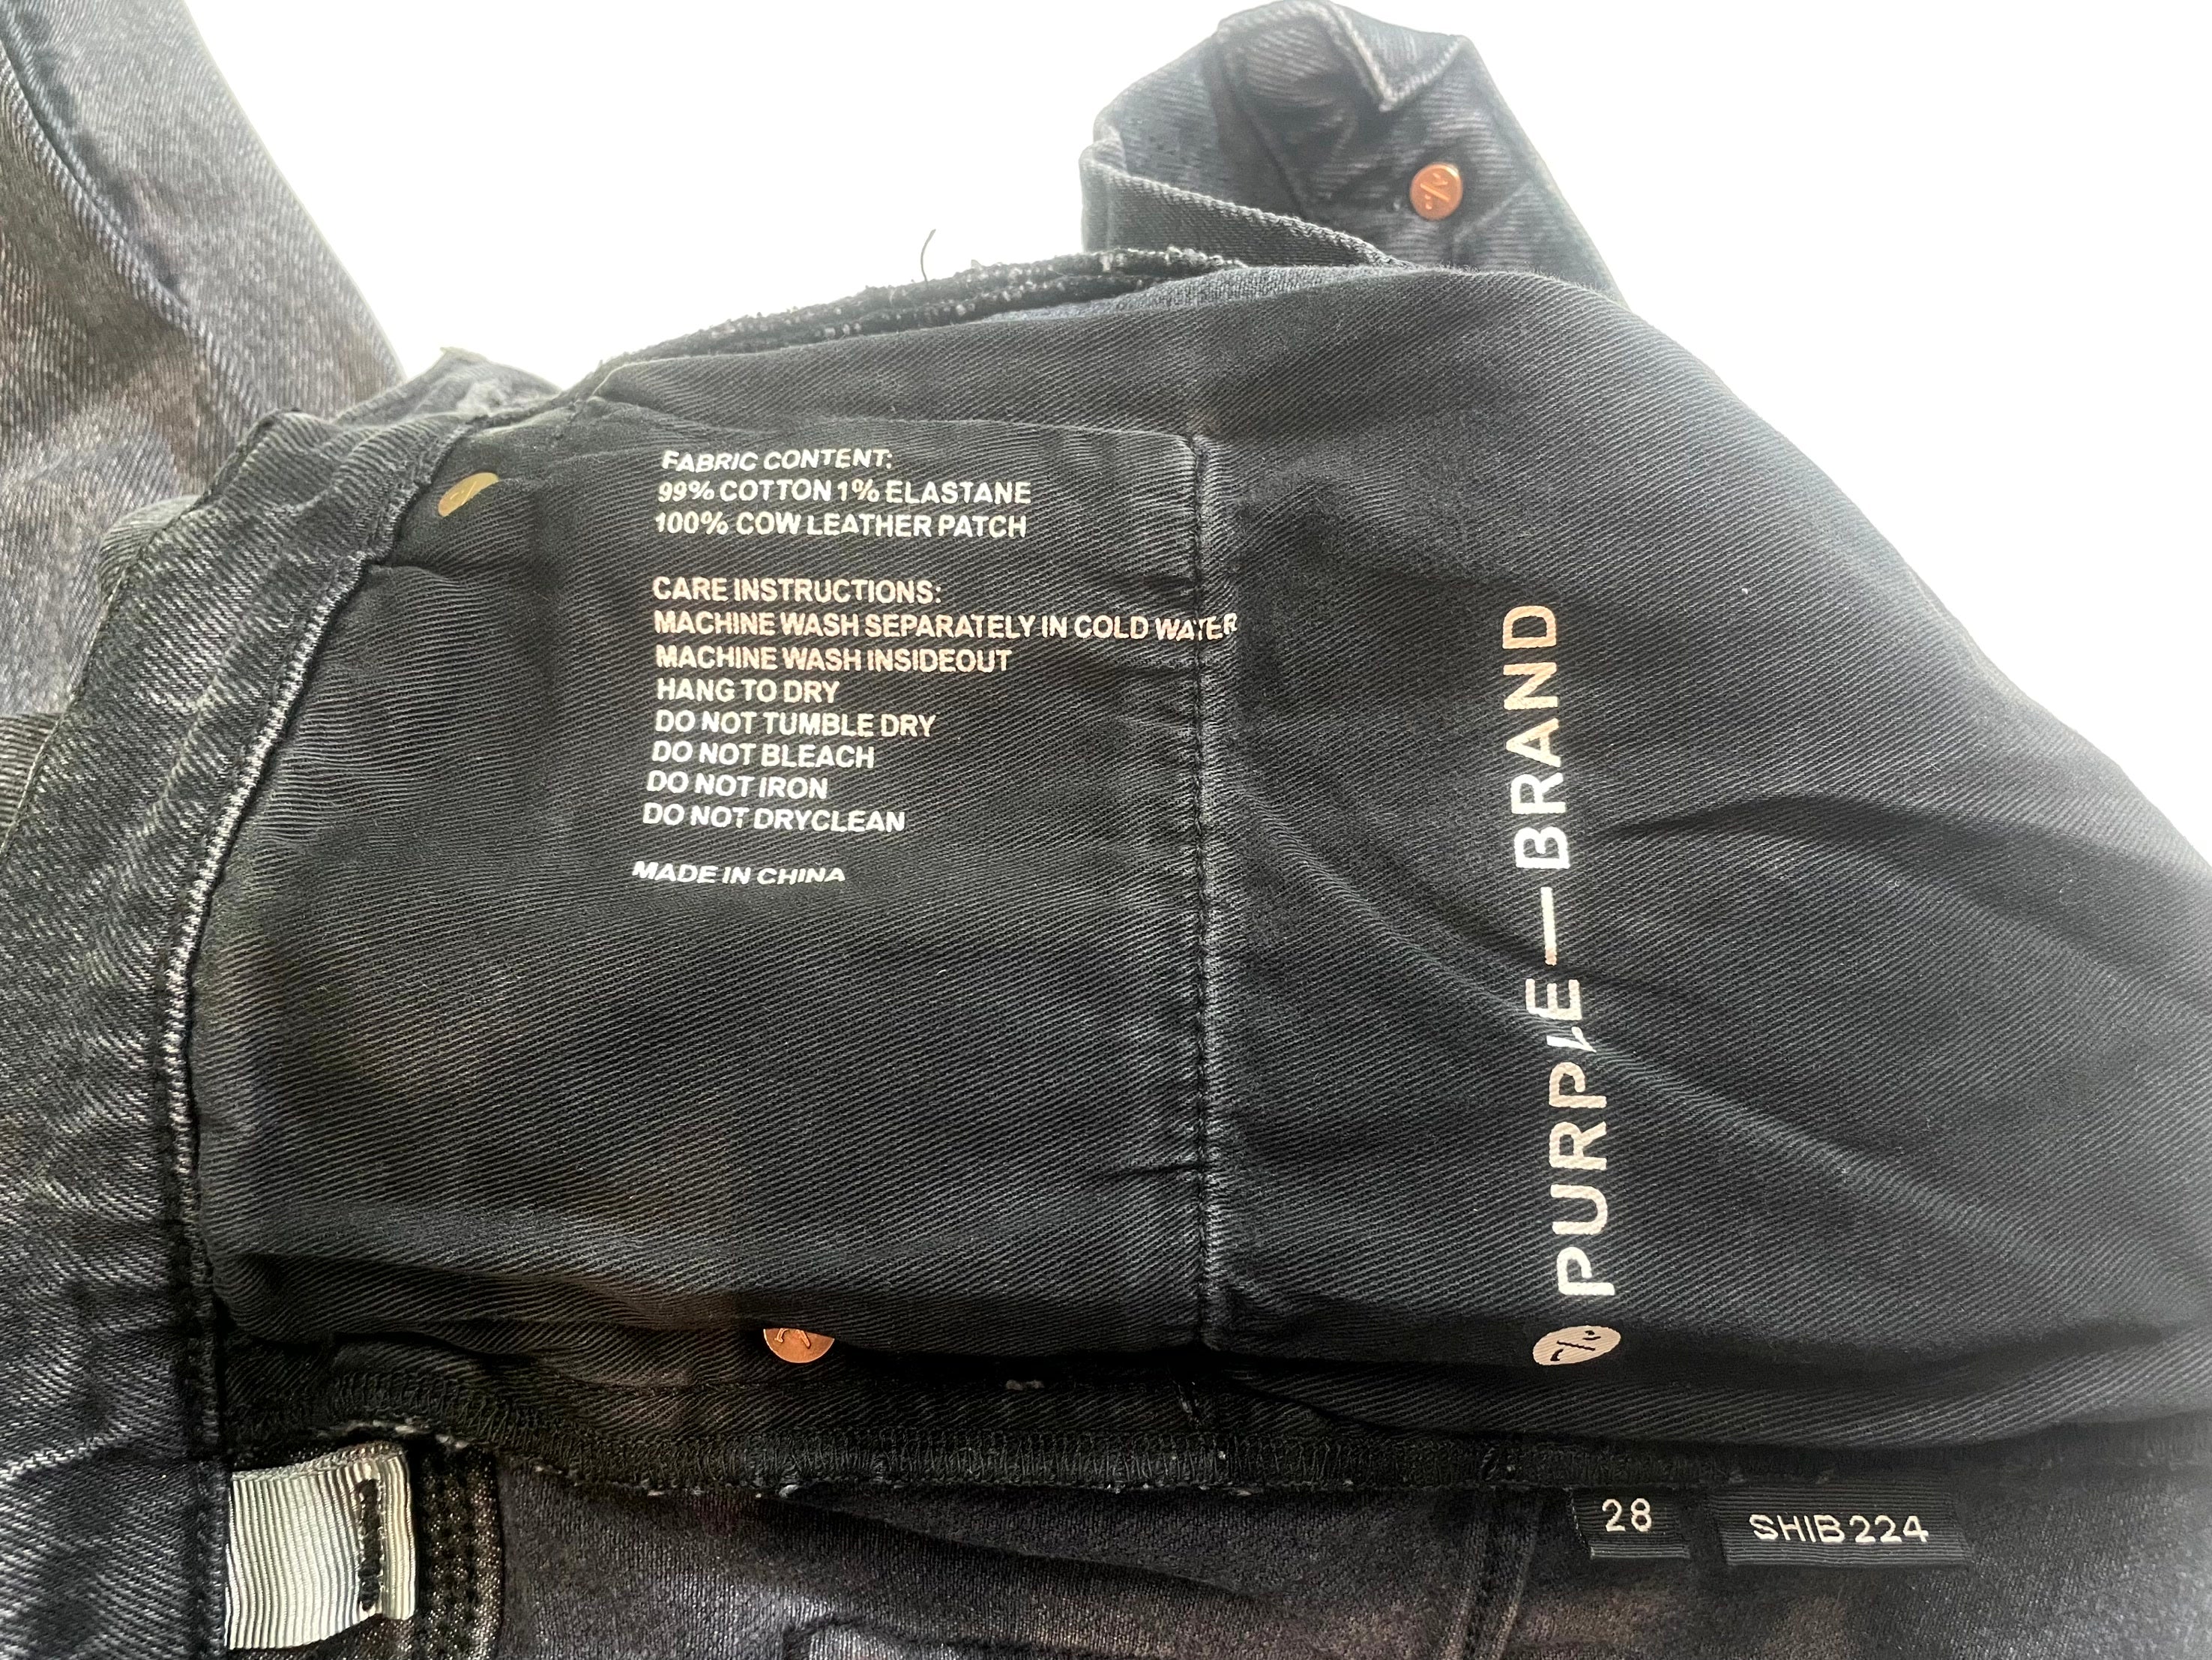 FABRIC CONTENT:
99% COTTON 1% ELASTANE
100% COW LEATHER PATCH
CARE INSTRUCTIONS:
MACHINE WASH SEPARATELY IN COLD WATER
MACHINE WASH INSIDEOUT
HANG TO DRY
DO NOT TUMBLE DRY
DO NOT BLEACH
DO NOT IRON
DO NOT DRYCLEAN
MADE IN CHINA
PURPLE—BRAND
28
SHIB224